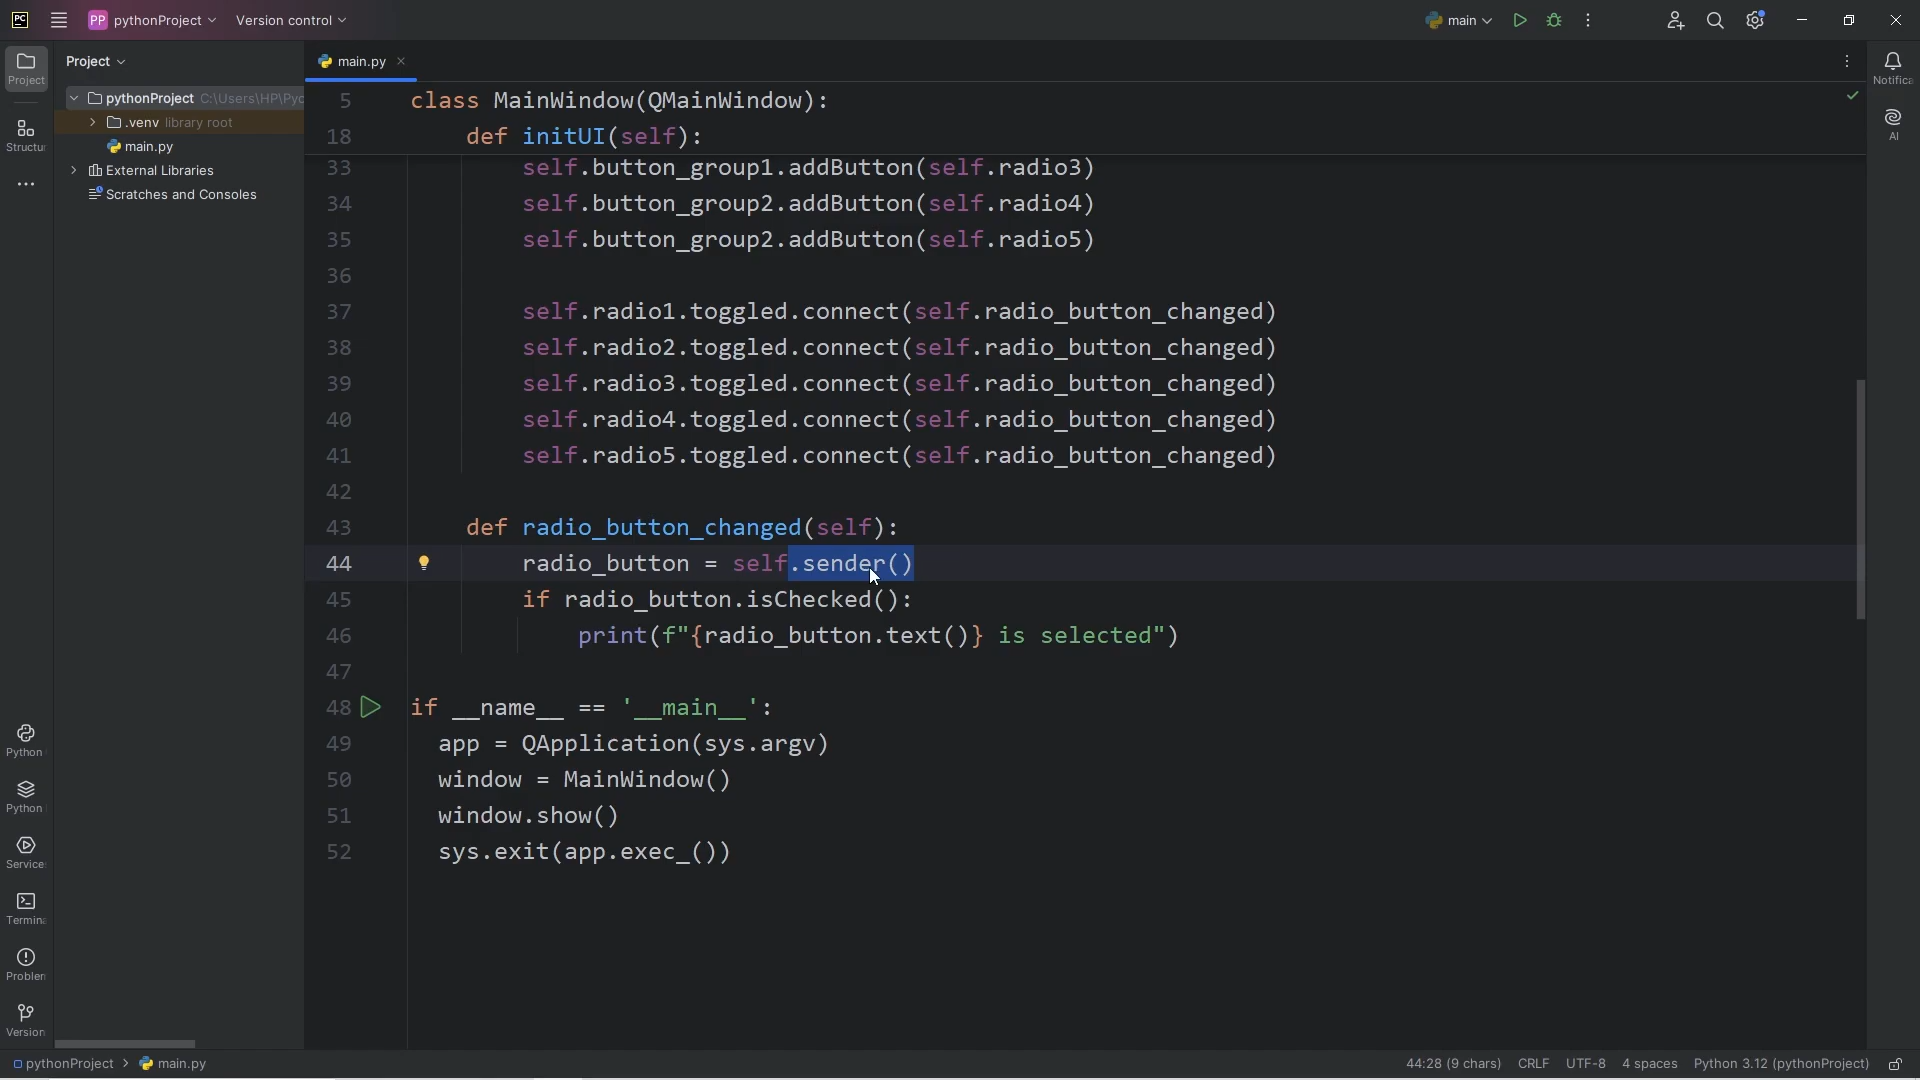 PC PP pythonProject Version control main
Project
Project main.py
pythonProject C:\Users\HP\Pyc
.venv library root
main.py
External Libraries
Scratches and Consoles
Structur
Notifica
AI
5 class MainWindow(QMainWindow):
18 def initUI(self):
33 self.button_group1.addButton(self.radio3)
34 self.button_group2.addButton(self.radio4)
35 self.button_group2.addButton(self.radio5)
36
37 self.radio1.toggled.connect(self.radio_button_changed)
38 self.radio2.toggled.connect(self.radio_button_changed)
39 self.radio3.toggled.connect(self.radio_button_changed)
40 self.radio4.toggled.connect(self.radio_button_changed)
41 self.radio5.toggled.connect(self.radio_button_changed)
42
43 def radio_button_changed(self):
44 radio_button = self.sender()
45 if radio_button.isChecked():
46 print(f"{radio_button.text()} is selected")
47
48 if __name__ == '__main__':
49 app = QApplication(sys.argv)
50 window = MainWindow()
51 window.show()
52 sys.exit(app.exec_())
Python
Python
Service
Termina
Problen
Version
pythonProject > main.py 44:28 (9 chars) CRLF UTF-8 4 spaces Python 3.12 (pythonProject)